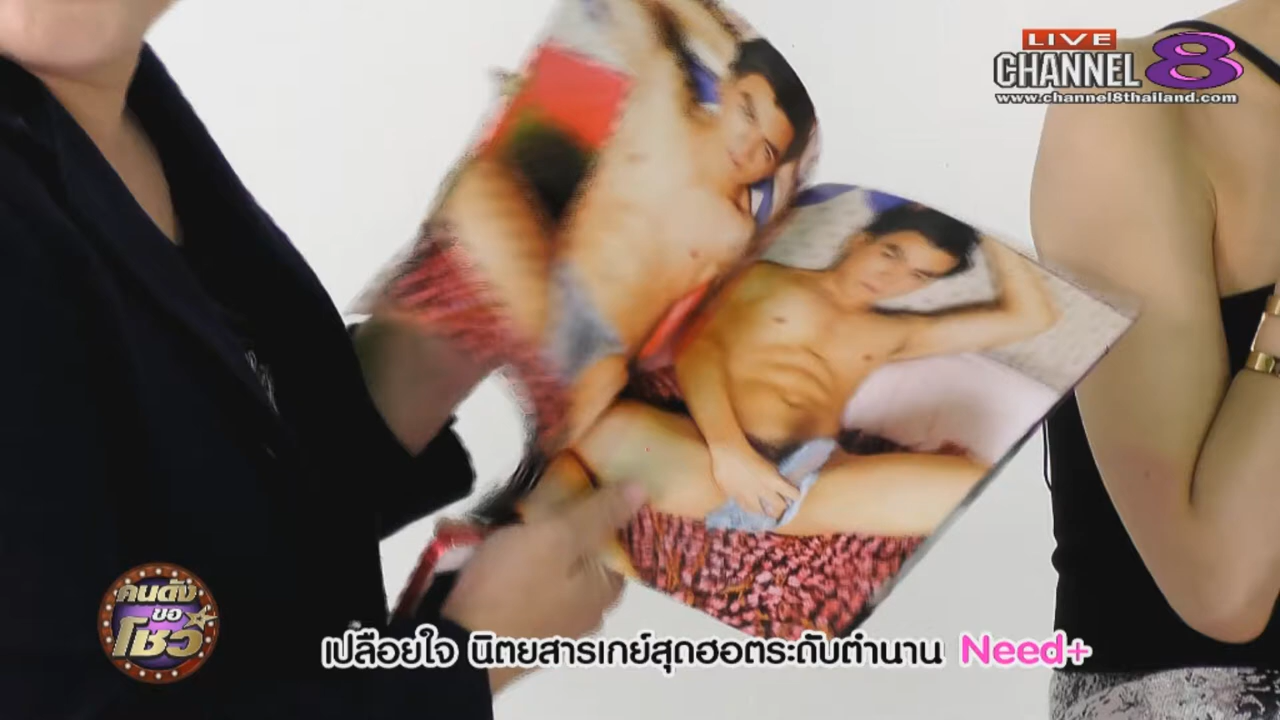 LIVE
CHANNEL 8
www.channel8thailand.com
คนดัง
ขอ
โชว์
เปลือยใจ นิตยสารเกย์สุดฮอตระดับตำนาน Need+